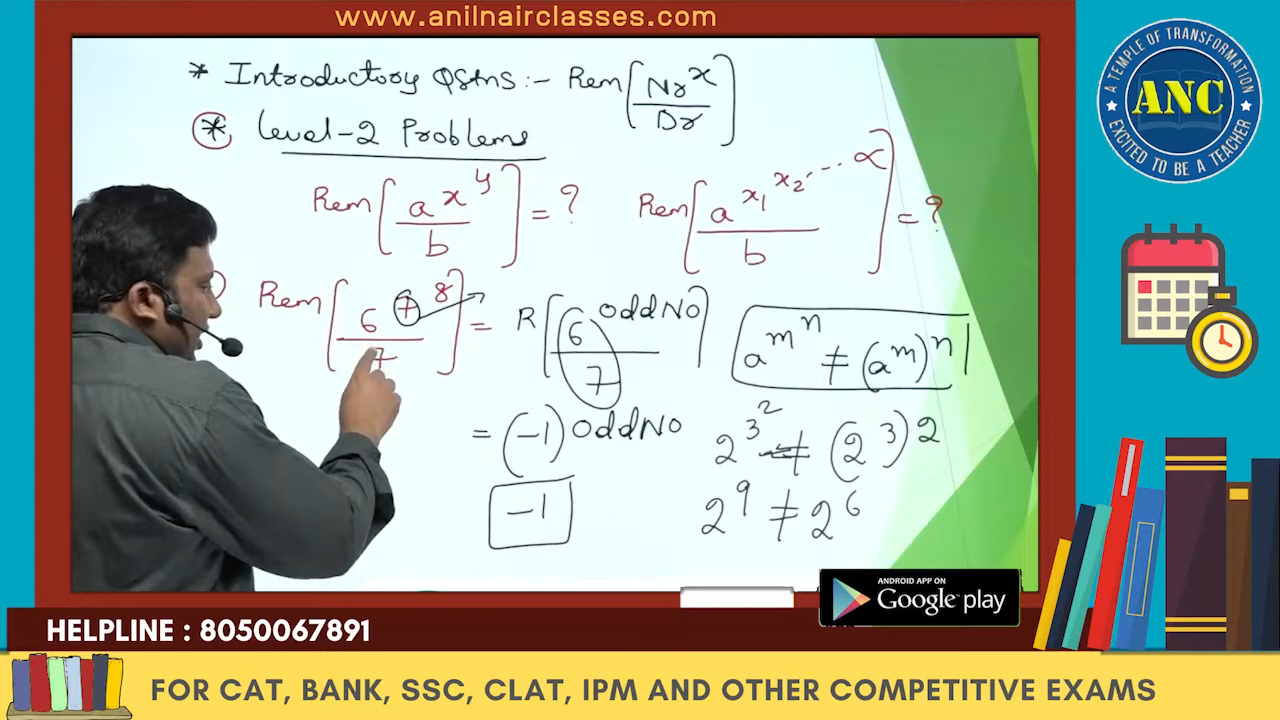 www.anilnairclasses.com
A TEMPLE OF TRANSFORMATION
ANC
EXCITED TO BE A TEACHER
* Introductory Qstns:- Rem[Nr^x/Dr]
* Level-2 Problems
Rem[a^x^y/b] = ? Rem[a^x₁^x₂^...∝/b] = ?
Rem[6^7^8/7] = R[6^OddNo/7] a^m^n ≠ (a^m)^n
= (-1)^OddNo 2^3^2 ≠ (2^3)^2
-1 2^9 ≠ 2^6
ANDROID APP ON
Google play
HELPLINE : 8050067891
FOR CAT, BANK, SSC, CLAT, IPM AND OTHER COMPETITIVE EXAMS